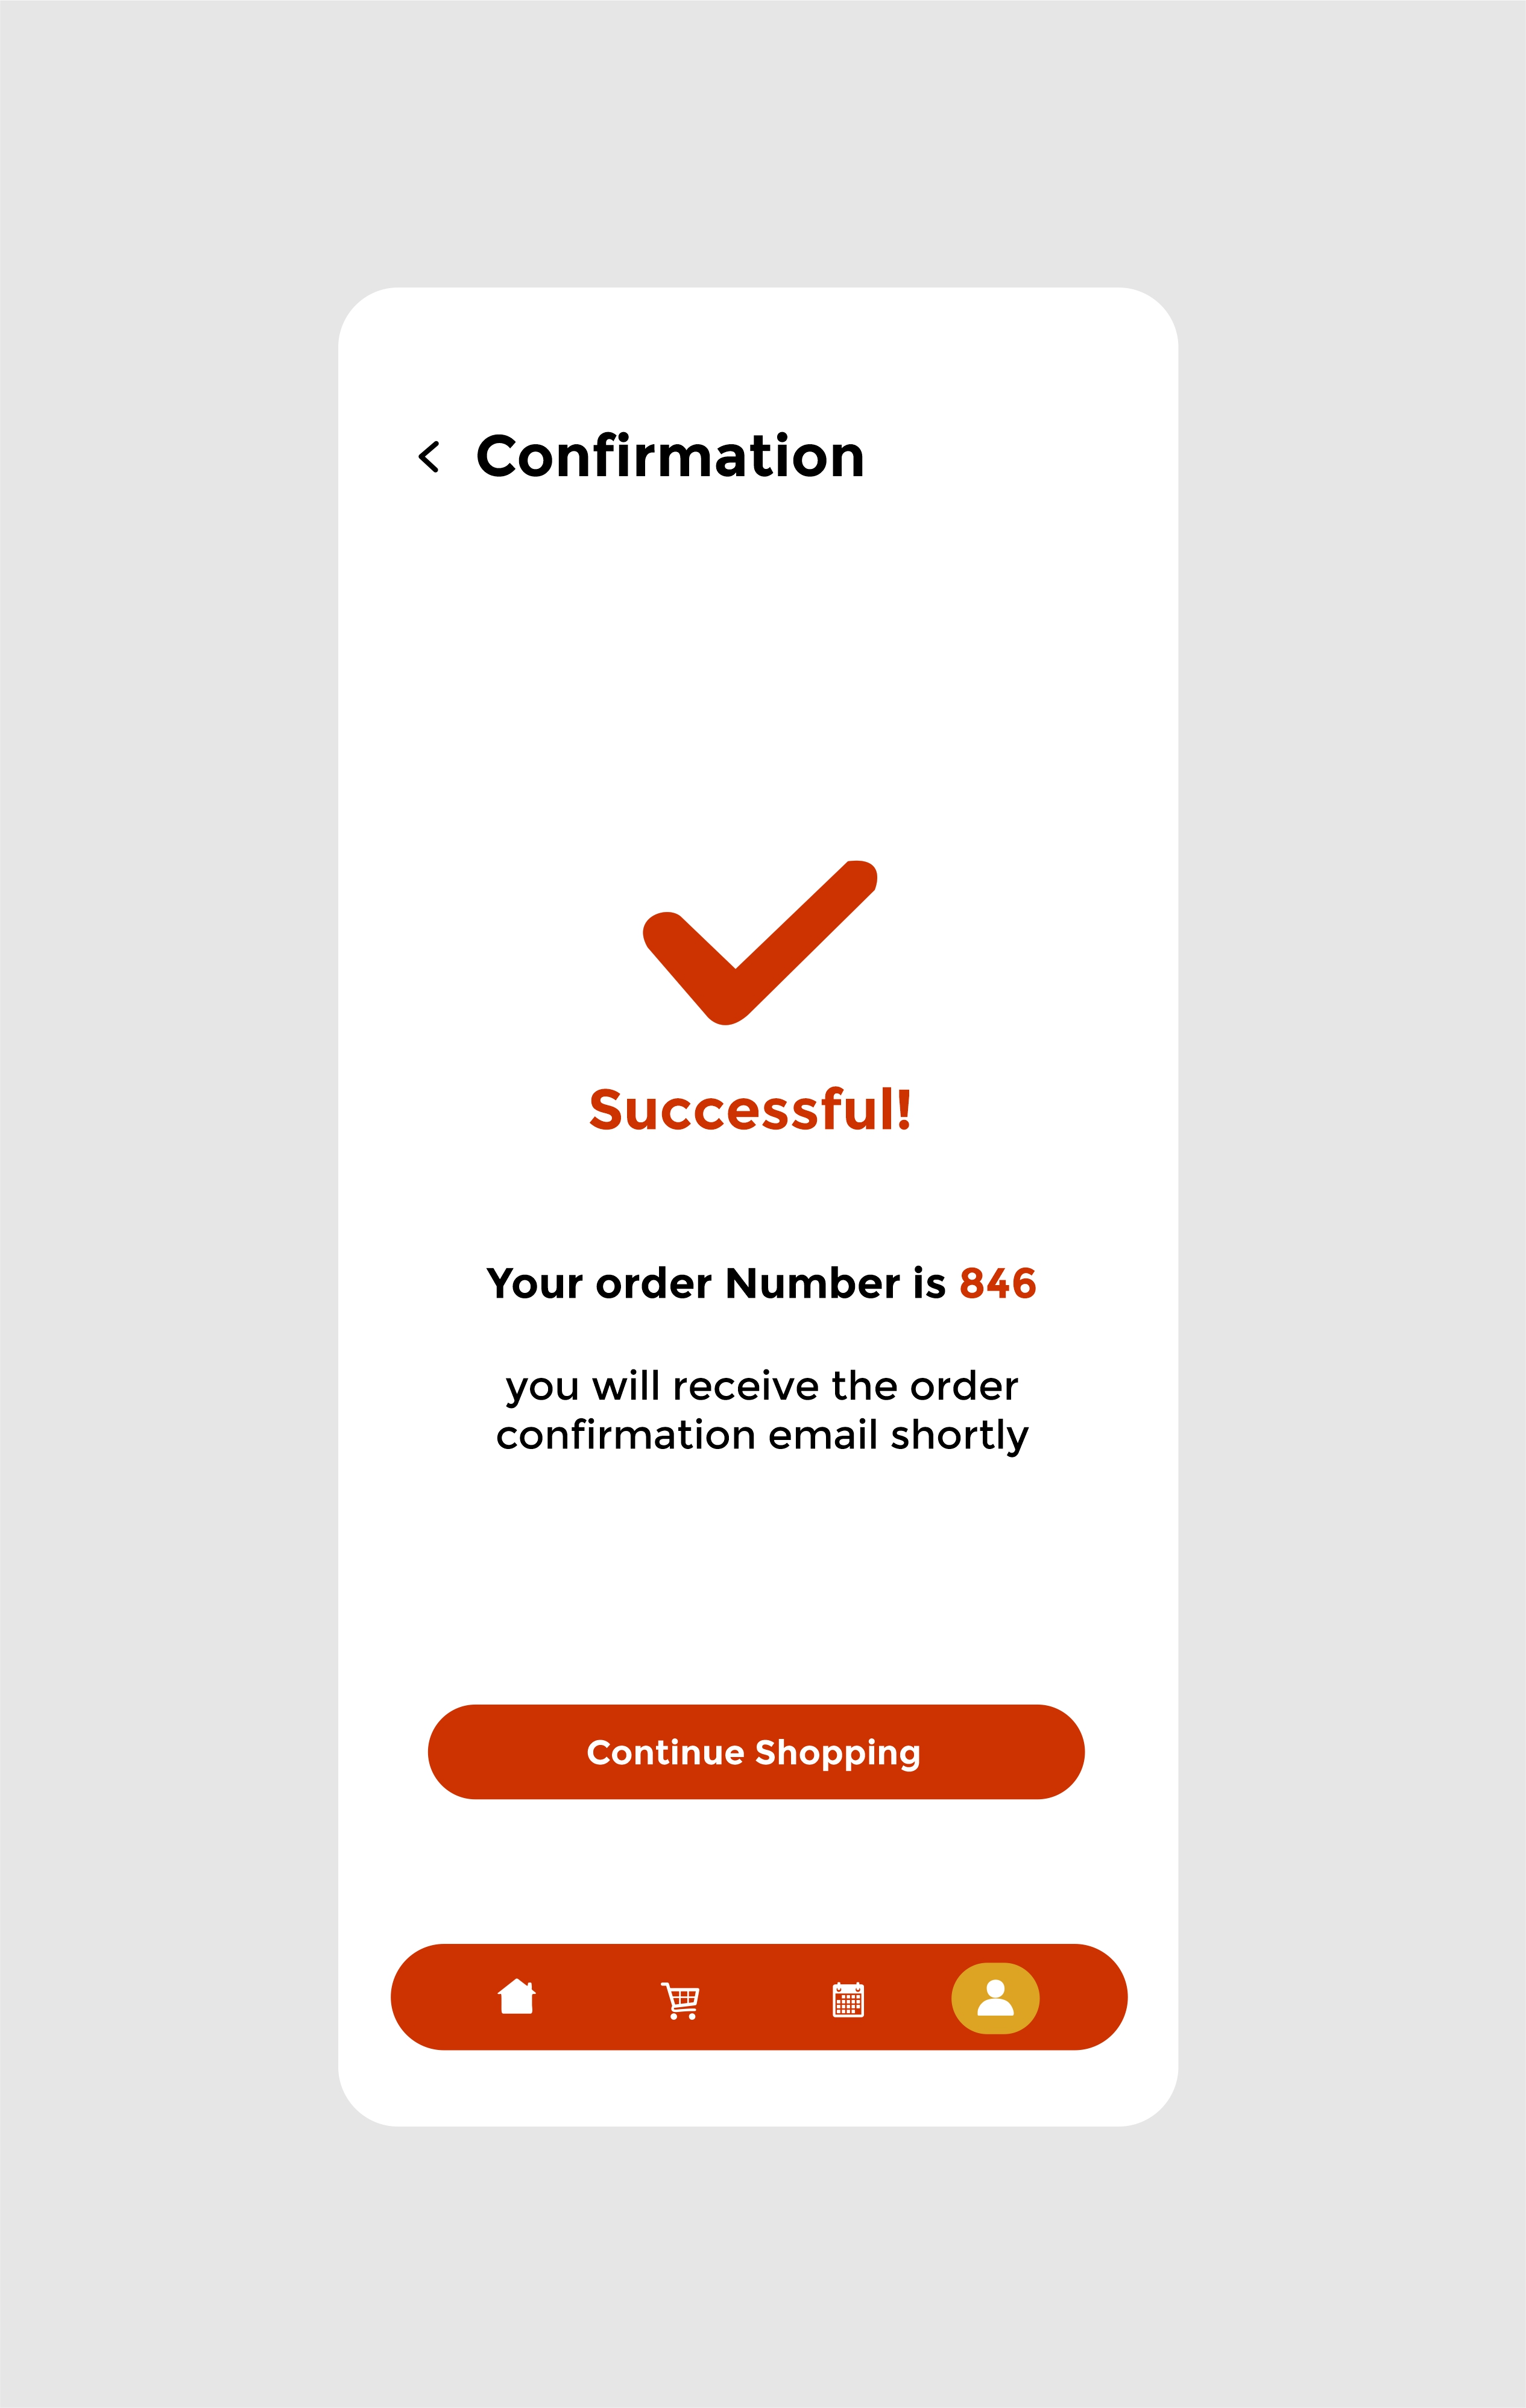 Confirmation
Successful!
Your order Number is 846
you will receive the order
confirmation email shortly
Continue Shopping